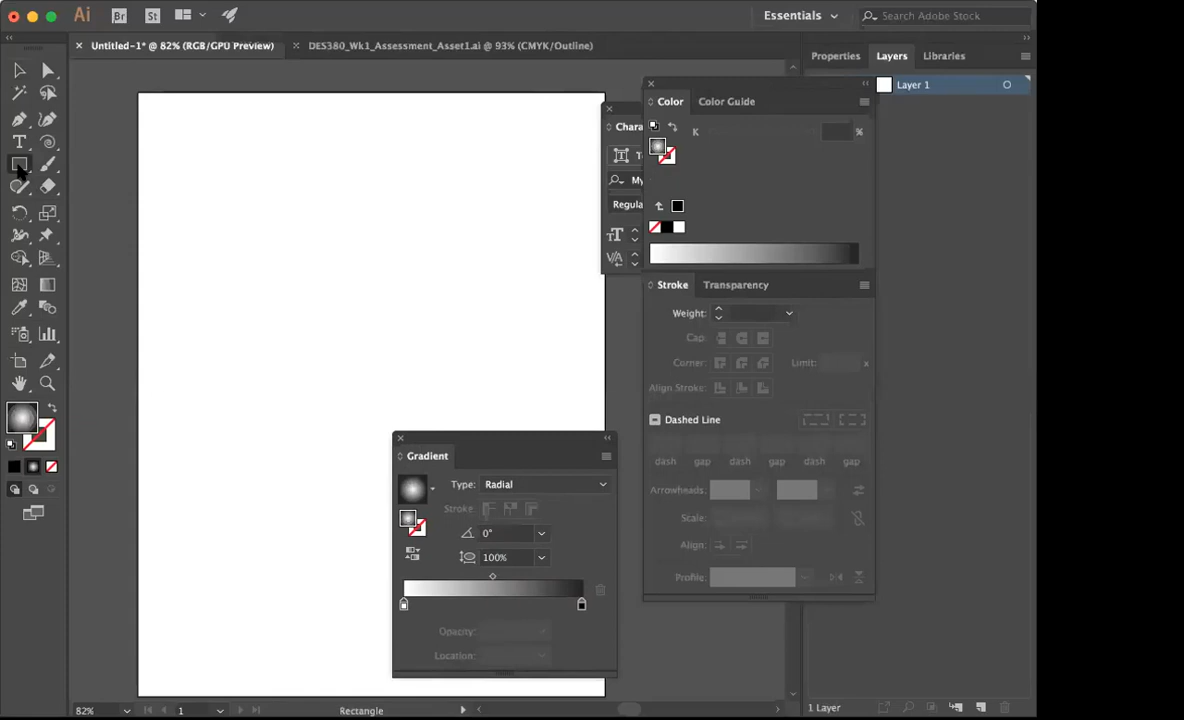 Ai Br St Essentials Search Adobe Stock
× Untitled-1* @ 82% (RGB/GPU Preview) × DES380_Wk1_Assessment_Asset1.ai @ 93% (CMYK/Outline)
Properties Layers Libraries
Layer 1
Color Color Guide
K %
Chara
My
Regula
Stroke Transparency
Weight:
Cap:
Corner: Limit: x
Align Stroke:
Dashed Line
dash gap dash gap dash gap
Arrowheads:
Scale:
Align:
Profile:
Gradient
Type: Radial
Stroke:
0°
100%
Opacity:
Location:
82% 1 Rectangle
1 Layer